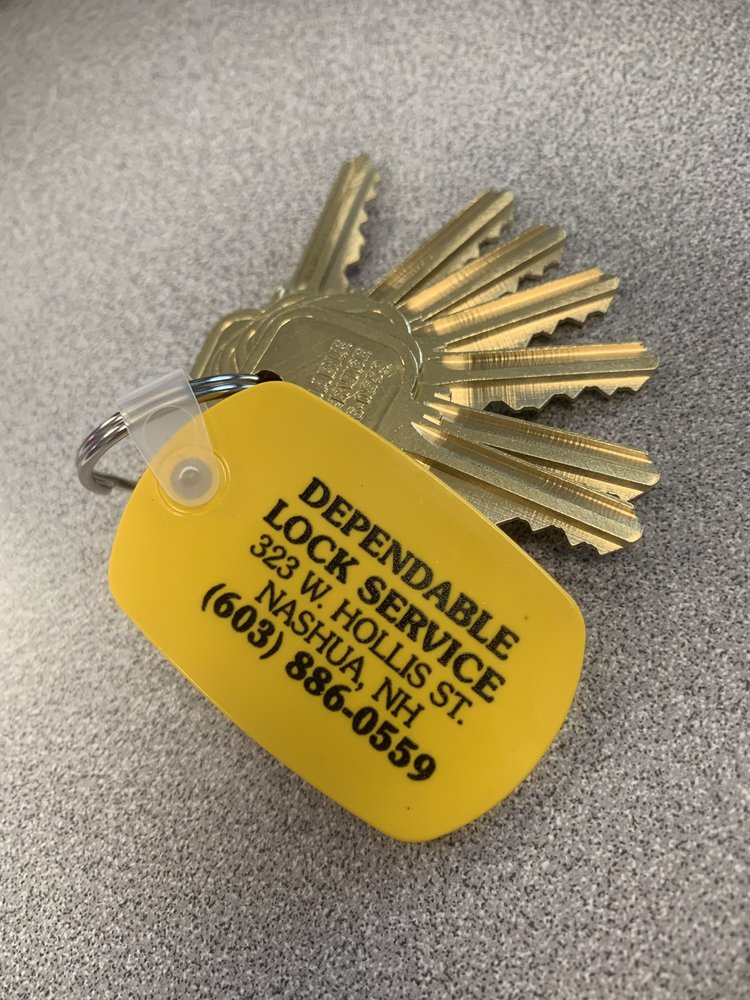 DEPENDABLE
LOCK SERVICE
323 W. HOLLIS ST.
NASHUA, NH
(603) 886-0559